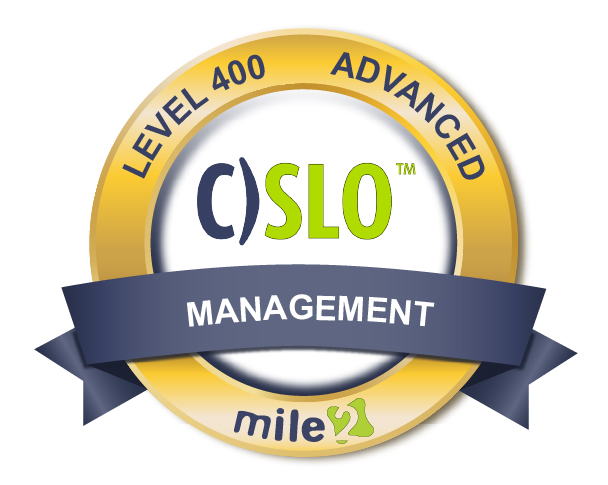 LEVEL 400 ADVANCED
C)SLO™
MANAGEMENT
mile2